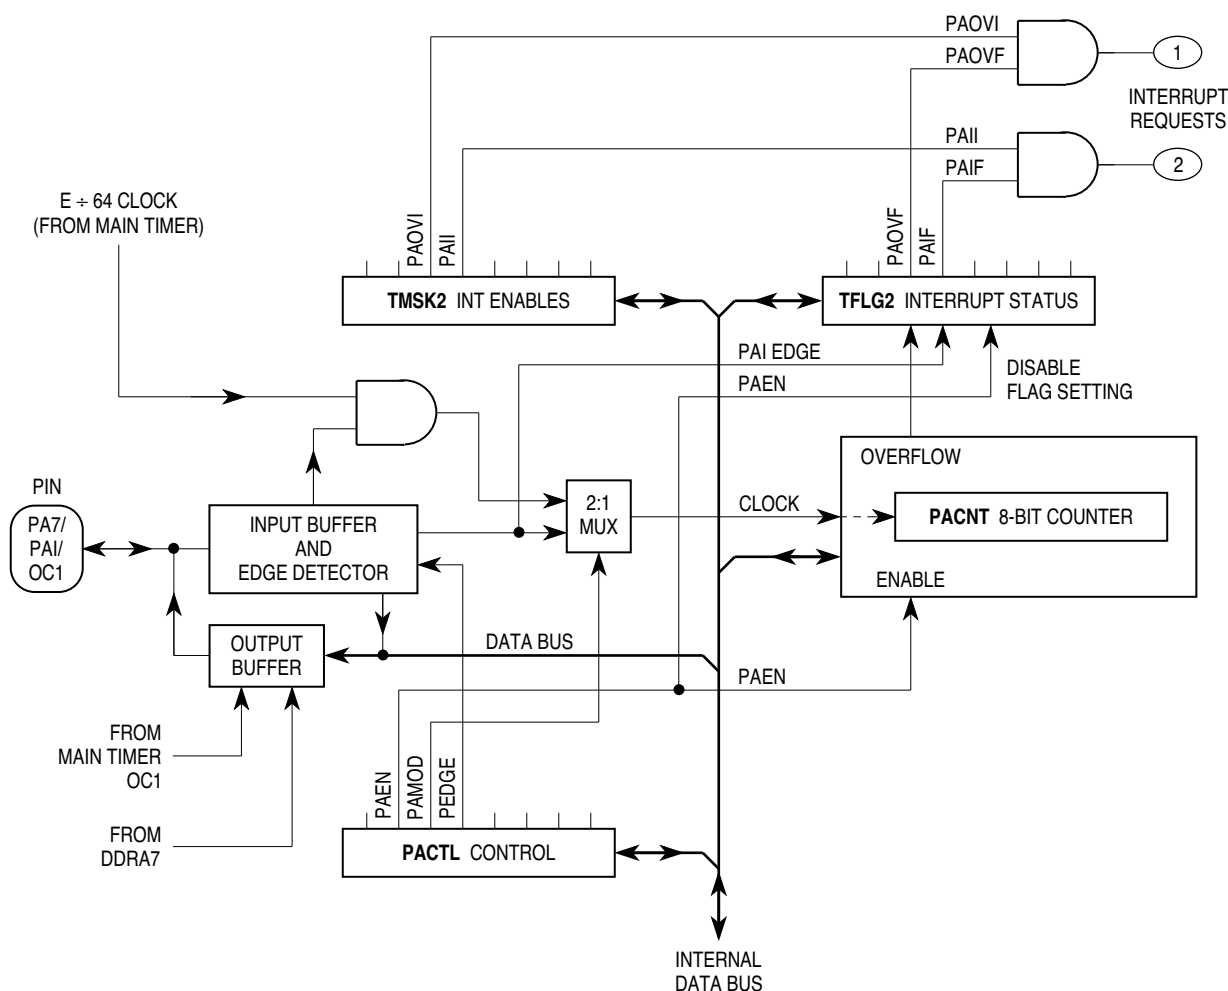 PAOVI
PAOVF
1
INTERRUPT
REQUESTS
PAII
PAIF
2
E ÷ 64 CLOCK
(FROM MAIN TIMER)
PAOVI
PAII
PAOVF
PAIF
TMSK2 INT ENABLES
TFLG2 INTERRUPT STATUS
PAI EDGE
PAEN
DISABLE
FLAG SETTING
OVERFLOW
PIN
PA7/
PAI/
OC1
INPUT BUFFER
AND
EDGE DETECTOR
2:1
MUX
CLOCK
PACNT 8-BIT COUNTER
ENABLE
OUTPUT
BUFFER
DATA BUS
PAEN
FROM
MAIN TIMER
OC1
PAEN
PAMOD
PEDGE
FROM
DDRA7
PACTL CONTROL
INTERNAL
DATA BUS